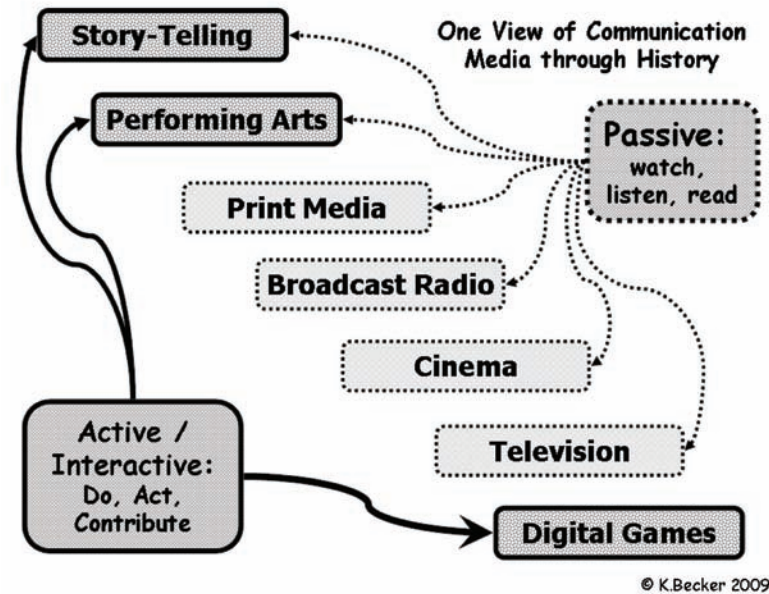 Story-Telling
One View of Communication
Media through History
Performing Arts
Passive:
watch,
listen, read
Print Media
Broadcast Radio
Cinema
Active /
Interactive:
Do, Act,
Contribute
Television
Digital Games
© K.Becker 2009